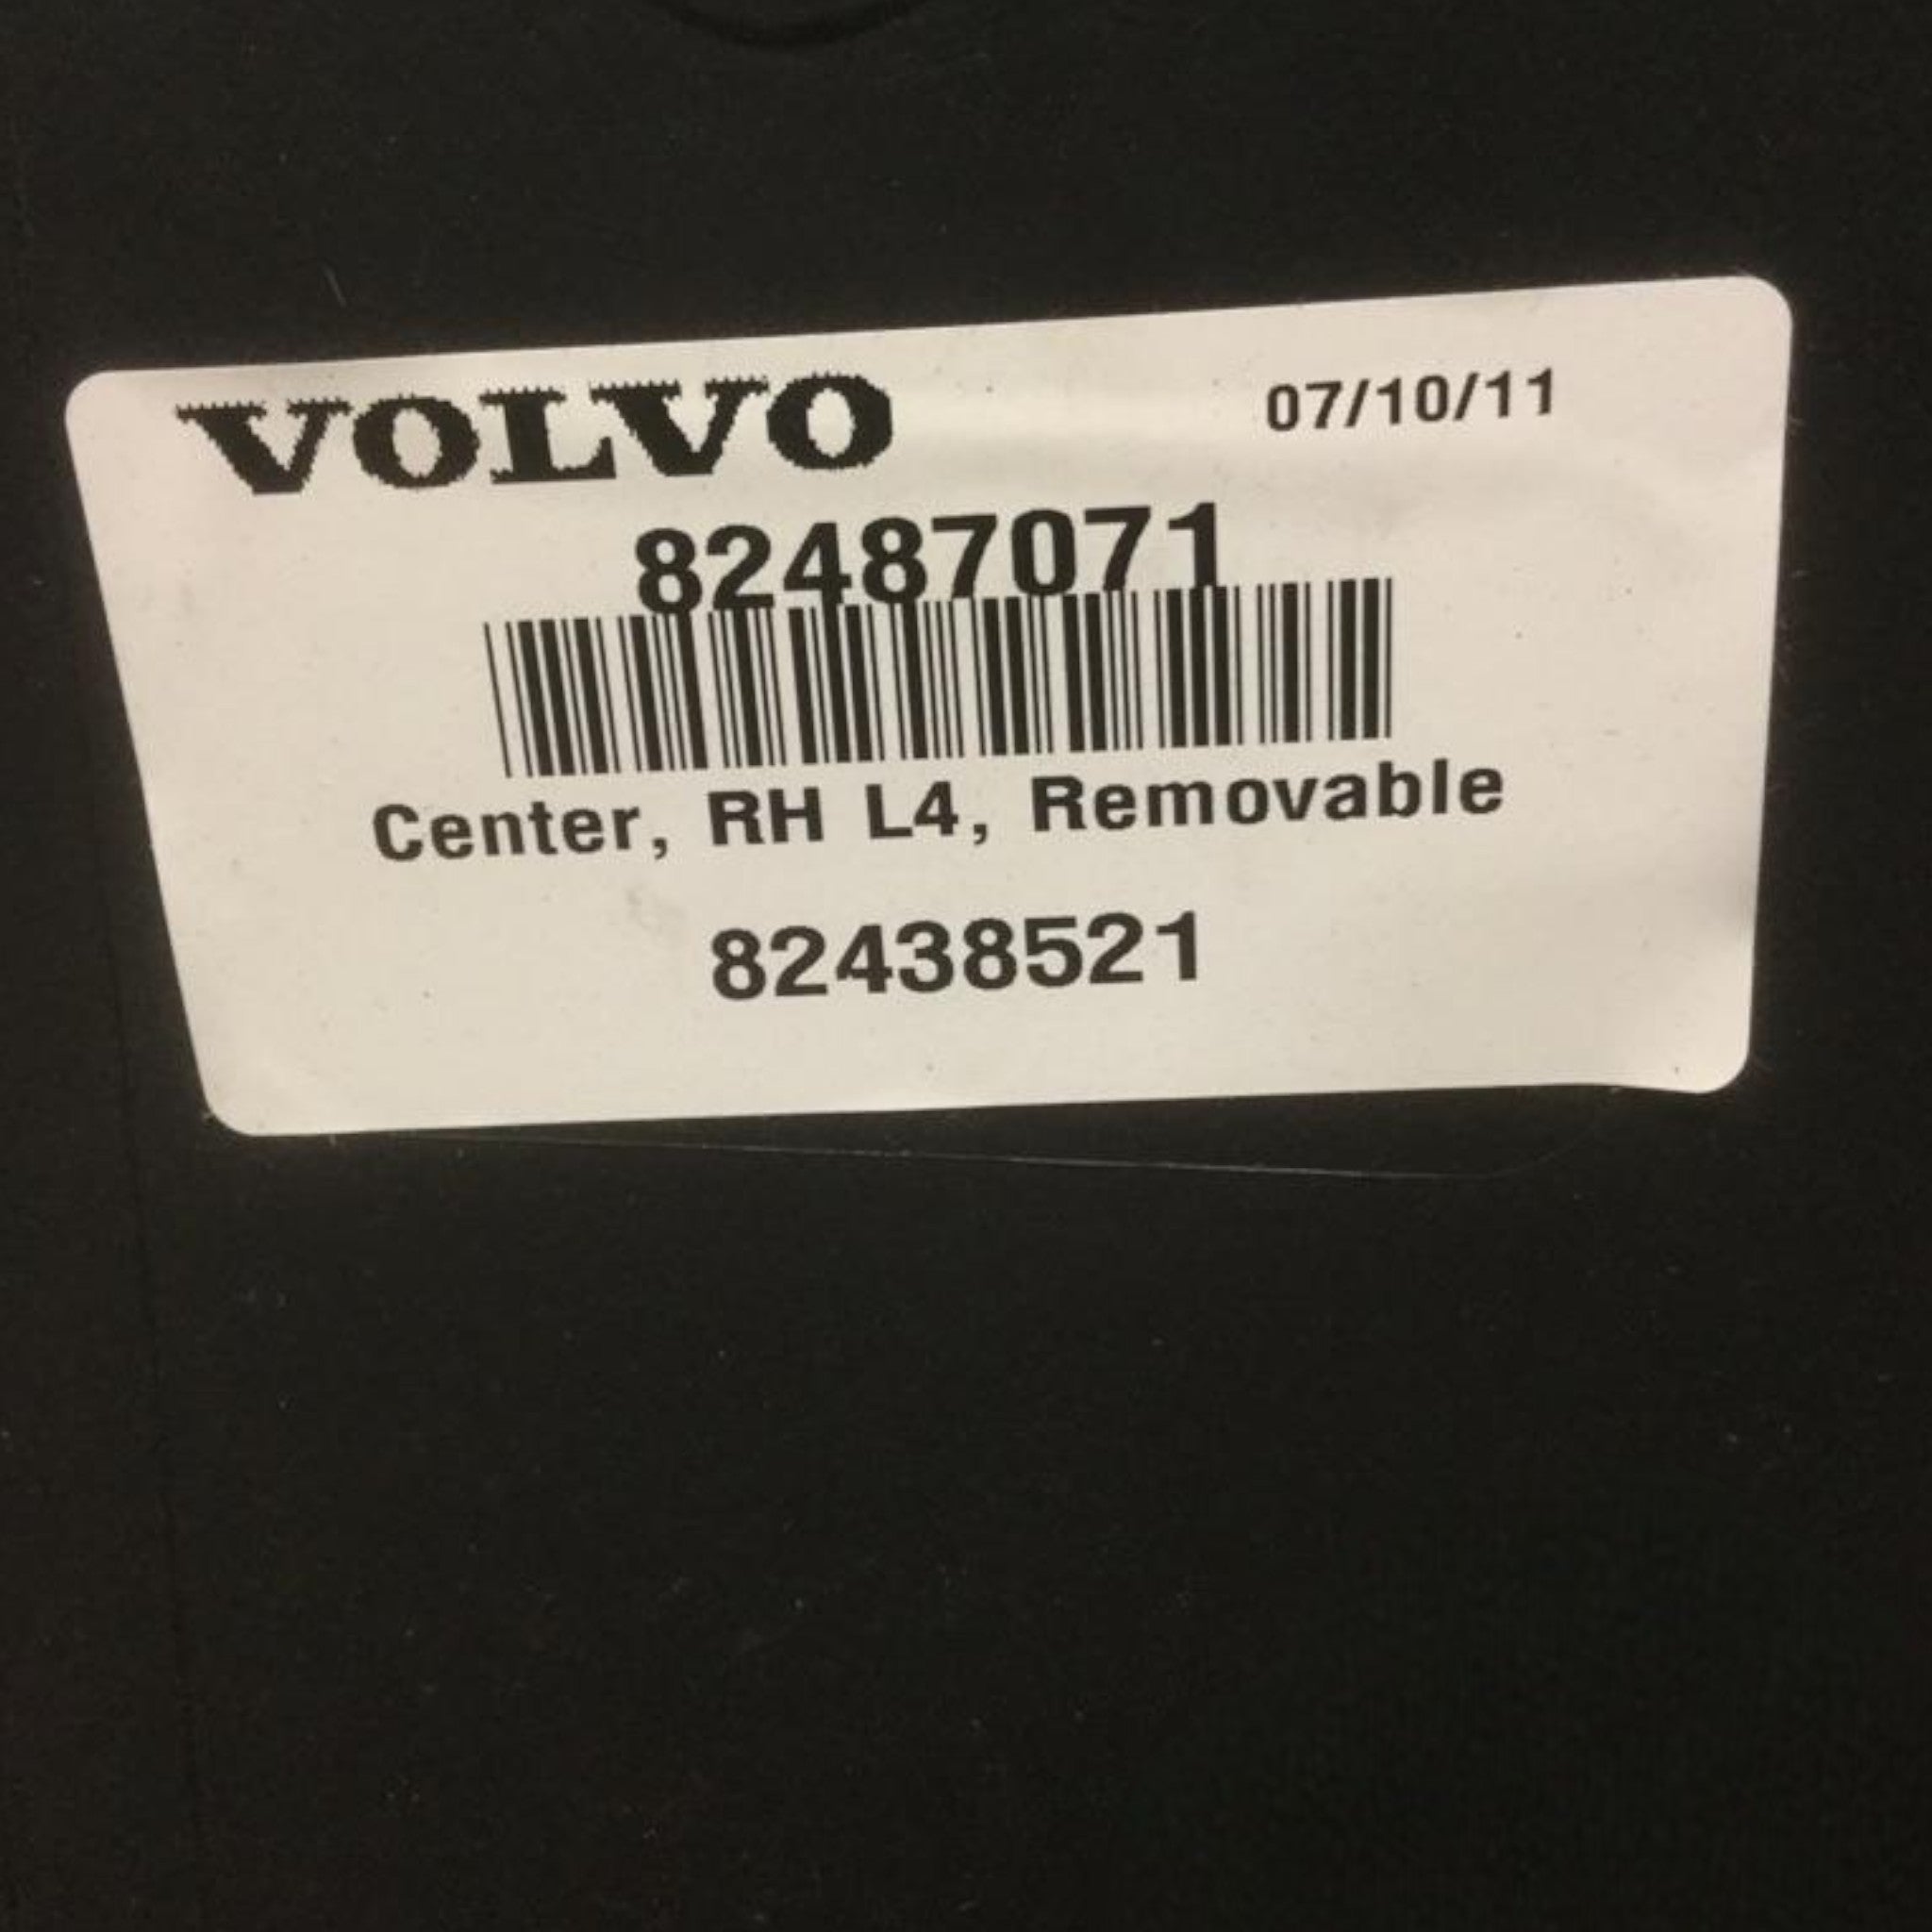 VOLVO 07/10/11
82487071
Center, RH L4, Removable
82438521